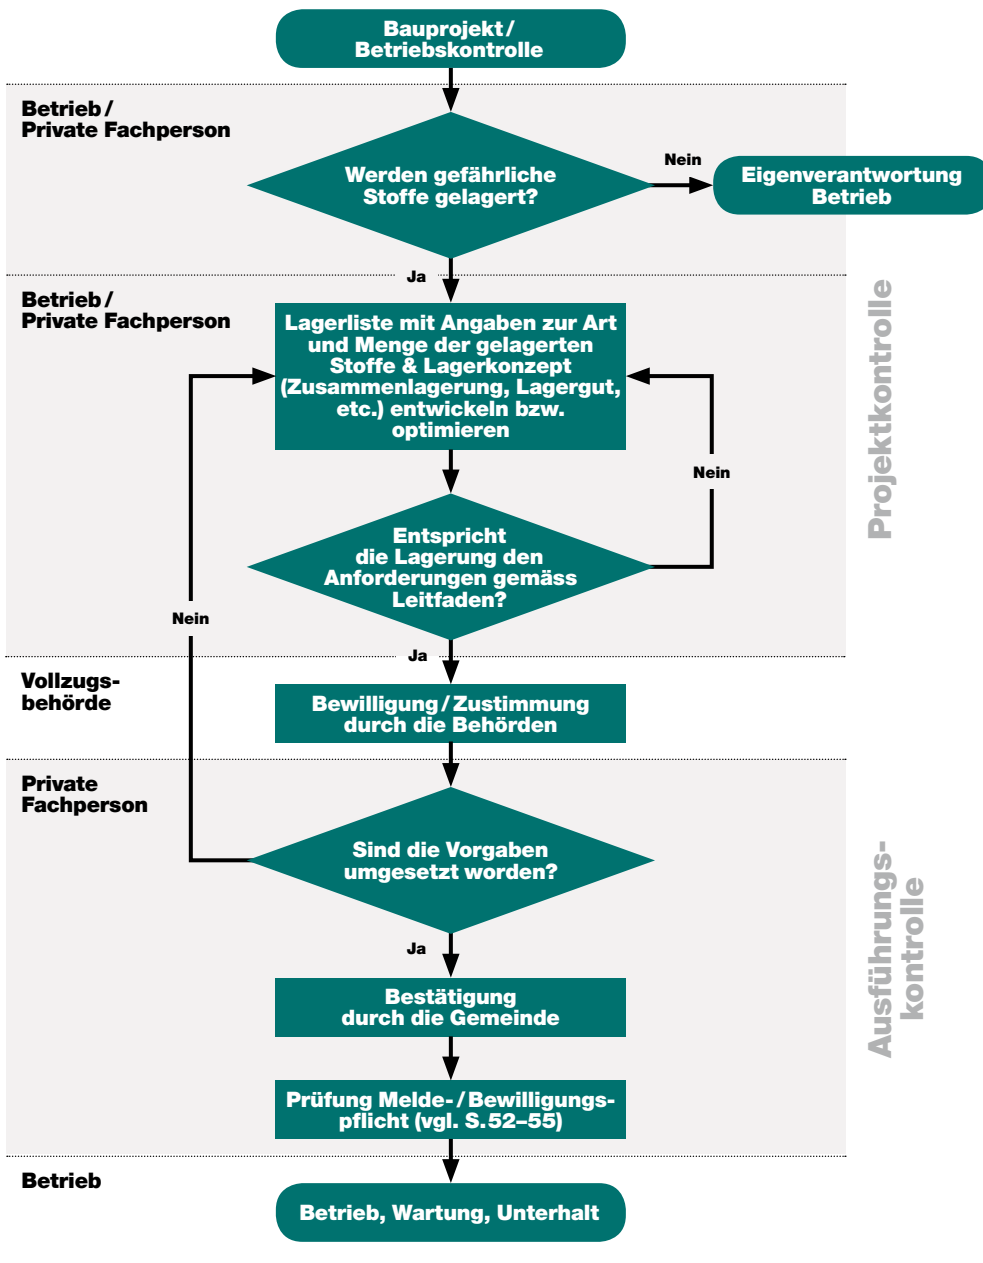 Bauprojekt/
Betriebskontrolle
Betrieb/
Private Fachperson
Werden gefährliche
Stoffe gelagert?
Nein
Eigenverantwortung
Betrieb
Ja
Betrieb/
Private Fachperson
Lagerliste mit Angaben zur Art
und Menge der gelagerten
Stoffe & Lagerkonzept
(Zusammenlagerung, Lagergut,
etc.) entwickeln bzw.
optimieren
Nein
Projektkontrolle
Entspricht
die Lagerung den
Anforderungen gemäss
Leitfaden?
Nein
Ja
Vollzugs-
behörde
Bewilligung/Zustimmung
durch die Behörden
Private
Fachperson
Sind die Vorgaben
umgesetzt worden?
Ja
Ausführungs-
kontrolle
Bestätigung
durch die Gemeinde
Prüfung Melde-/Bewilligungs-
pflicht (vgl. S.52–55)
Betrieb
Betrieb, Wartung, Unterhalt